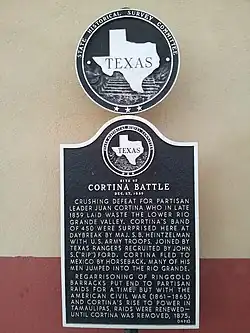 STATE HISTORICAL SURVEY COMMITTEE
TEXAS
TEXAS
SITE OF
CORTINA BATTLE
DEC. 27, 1859
CRUSHING DEFEAT FOR PARTISAN
LEADER JUAN CORTINA WHO IN LATE
1859 LAID WASTE THE LOWER RIO
GRANDE VALLEY. CORTINA'S BAND
OF 450 WERE SURPRISED HERE AT
DAYBREAK BY MAJ. S.B. HEINTZELMAN
WITH U.S. ARMY TROOPS, JOINED BY
TEXAS RANGERS RECRUITED BY JOHN
S.("RIP") FORD. CORTINA FLED TO
MEXICO BY HORSEBACK, MANY OF HIS
MEN JUMPED INTO THE RIO GRANDE.
REGARRISONING OF RINGGOLD
BARRACKS PUT END TO PARTISAN
RAIDS FOR A TIME, BUT WITH THE
AMERICAN CIVIL WAR (1861-1865)
AND CORTINA'S RISE TO POWER IN
TAMAULIPAS, RAIDS WERE RENEWED—
UNTIL CORTINA WAS REMOVED, 1875.